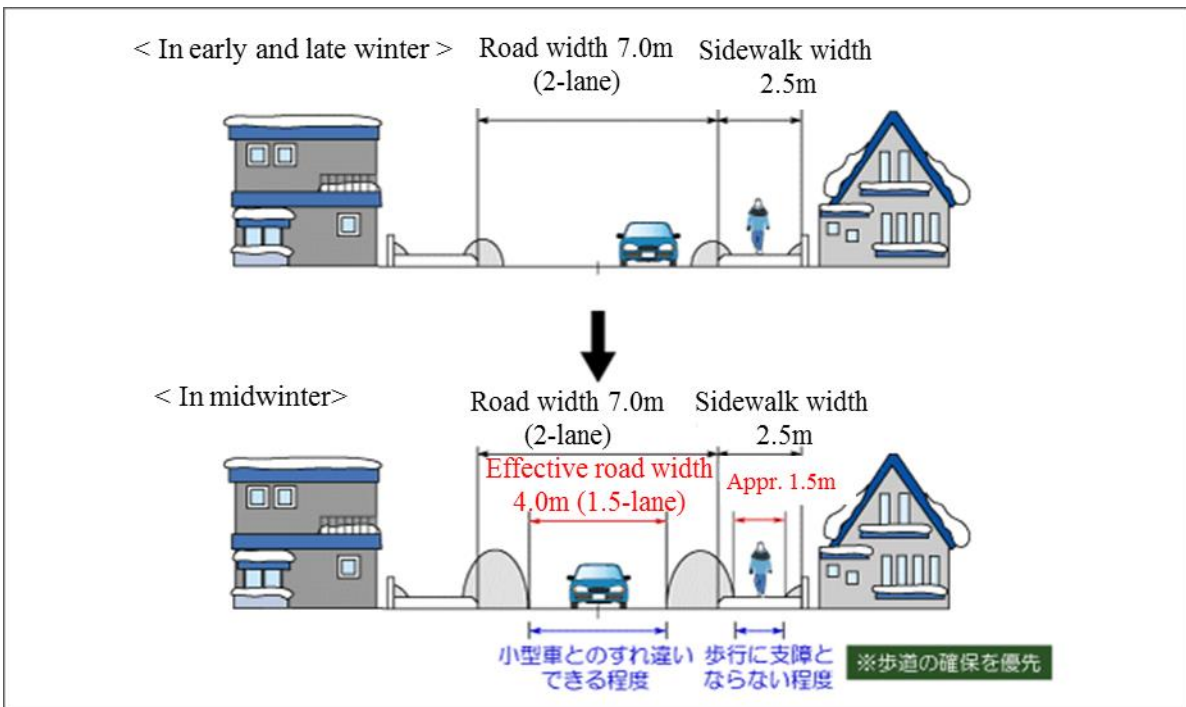 < In early and late winter >
Road width 7.0m
(2-lane)
Sidewalk width
2.5m
< In midwinter>
Road width 7.0m
(2-lane)
Sidewalk width
2.5m
Effective road width
4.0m (1.5-lane)
Appr. 1.5m
小型車とのすれ違い
できる程度
歩行に支障と
ならない程度
※歩道の確保を優先